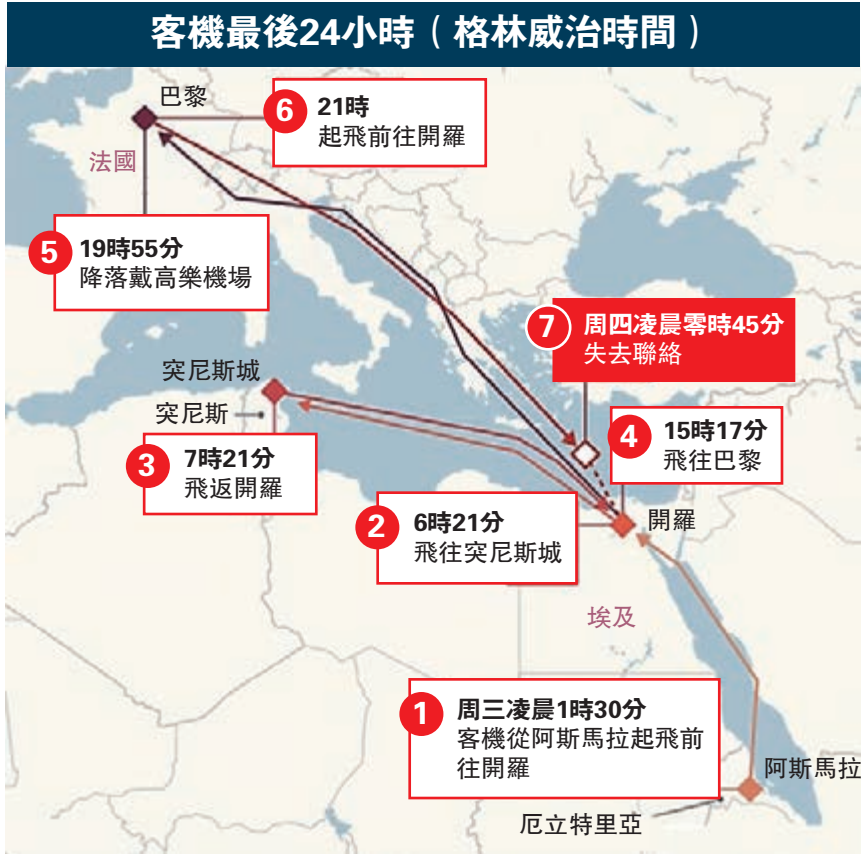 客機最後24小時（格林威治時間）
巴黎
6
21時
起飛前往開羅
法國
5
19時55分
降落戴高樂機場
7
周四凌晨零時45分
失去聯絡
突尼斯城
突尼斯
3
7時21分
飛返開羅
4
15時17分
飛往巴黎
2
6時21分
飛往突尼斯城
開羅
埃及
1
周三凌晨1時30分
客機從阿斯馬拉起飛前
往開羅
阿斯馬拉
厄立特里亞